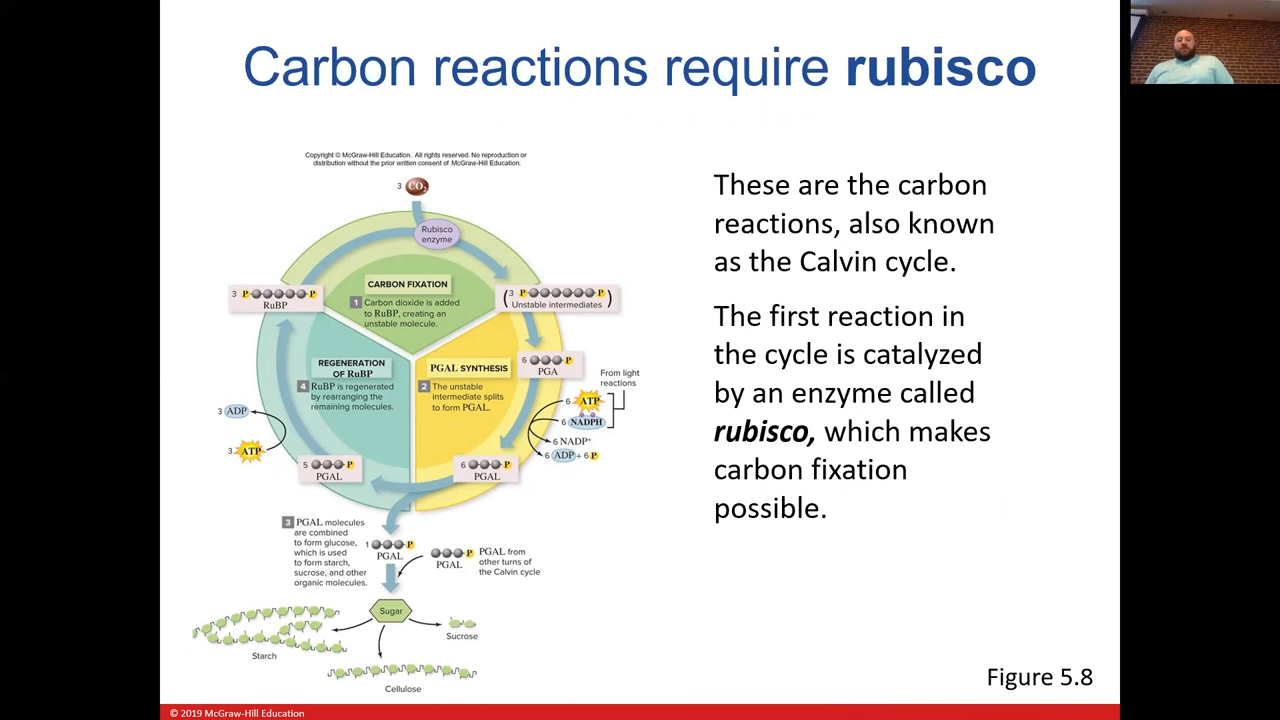 Carbon reactions require rubisco
Copyright © McGraw-Hill Education. All rights reserved. No reproduction or
distribution without the prior written consent of McGraw-Hill Education.
3 CO₂
Rubisco
enzyme
3 P P
RuBP
CARBON FIXATION
1 Carbon dioxide is added
to RuBP, creating an
unstable molecule.
(3 P P)
Unstable intermediates
REGENERATION
OF RuBP
4 RuBP is regenerated
by rearranging the
remaining molecules.
PGAL SYNTHESIS
2 The unstable
intermediate splits
to form PGAL.
6 P
PGA
From light
reactions
6 ATP
6 NADPH
6 NADP⁺
6 ADP + 6 P
3 ADP
3 ATP
5 P
PGAL
6 P
PGAL
3 PGAL molecules
are combined
to form glucose,
which is used
to form starch,
sucrose, and other
organic molecules.
1 P
PGAL
P
PGAL
PGAL from
other turns of
the Calvin cycle
Sugar
Starch
Sucrose
Cellulose
These are the carbon
reactions, also known
as the Calvin cycle.
The first reaction in
the cycle is catalyzed
by an enzyme called
rubisco, which makes
carbon fixation
possible.
Figure 5.8
© 2019 McGraw-Hill Education